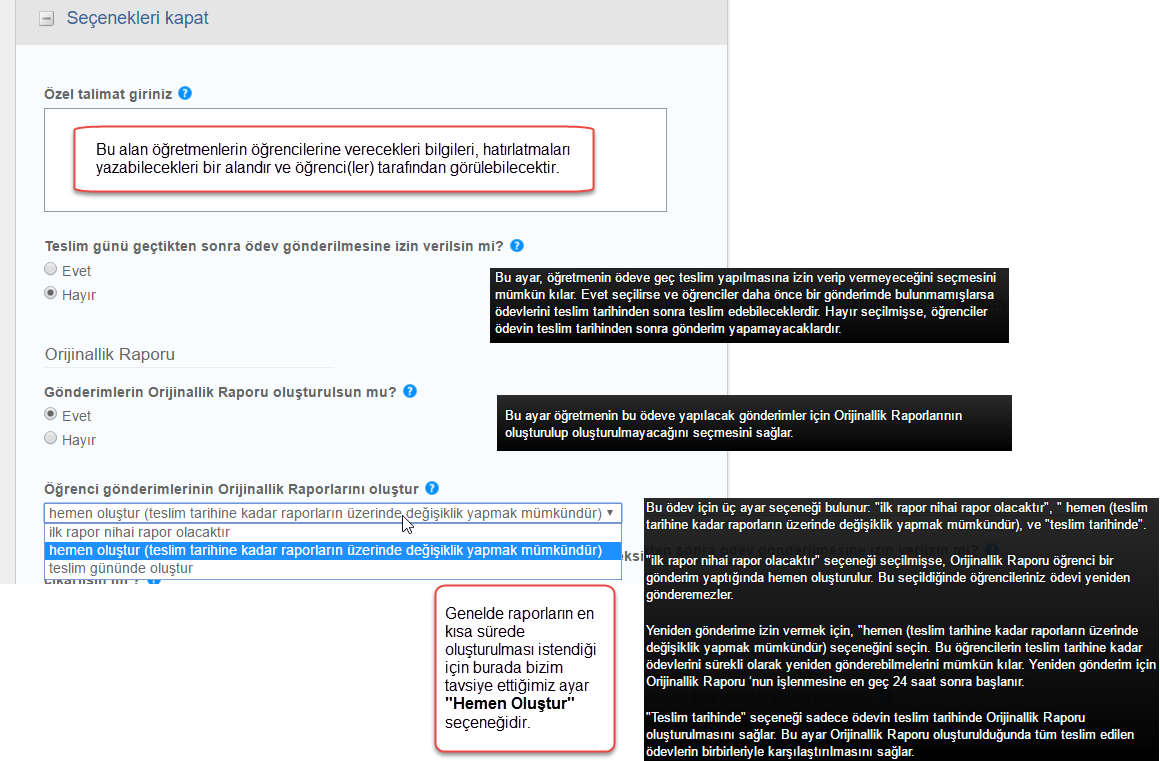 Seçenekleri kapat
Özel talimat giriniz ?
Bu alan öğretmenlerin öğrencilerine verecekleri bilgileri, hatırlatmaları
yazabilecekleri bir alandır ve öğrenci(ler) tarafından görülebilecektir.
Teslim günü geçtikten sonra ödev gönderilmesine izin verilsin mi? ?
Evet
Hayır
Bu ayar, öğretmenin ödeve geç teslim yapılmasına izin verip vermeyeceğini seçmesini
mümkün kılar. Evet seçilirse ve öğrenciler daha önce bir gönderimde bulunmamışlarsa
ödevlerini teslim tarihinden sonra teslim edebileceklerdir. Hayır seçilmişse, öğrenciler
ödevin teslim tarihinden sonra gönderim yapamayacaklardır.
Orijinallik Raporu
Gönderimlerin Orijinallik Raporu oluşturulsun mu? ?
Evet
Hayır
Bu ayar öğretmenin bu ödeve yapılacak gönderimler için Orijinallik Raporlarının
oluşturulup oluşturulmayacağını seçmesini sağlar.
Öğrenci gönderimlerinin Orijinallik Raporlarını oluştur ?
hemen oluştur (teslim tarihine kadar raporların üzerinde değişiklik yapmak mümkündür)
ilk rapor nihai rapor olacaktır
hemen oluştur (teslim tarihine kadar raporların üzerinde değişiklik yapmak mümkündür)
teslim gününde oluştur
Genelde raporların en
kısa sürede
oluşturulması istendiği
için burada bizim
tavsiye ettiğimiz ayar
"Hemen Oluştur"
seçeneğidir.
Bu ödev için üç ayar seçeneği bulunur: "ilk rapor nihai rapor olacaktır", " hemen (teslim
tarihine kadar raporların üzerinde değişiklik yapmak mümkündür), ve "teslim tarihinde".
"ilk rapor nihai rapor olacaktır" seçeneği seçilmişse, Orijinallik Raporu öğrenci bir
gönderim yaptığında hemen oluşturulur. Bu seçildiğinde öğrencileriniz ödevi yeniden
gönderemezler.
Yeniden gönderime izin vermek için, "hemen (teslim tarihine kadar raporların üzerinde
değişiklik yapmak mümkündür) seçeneğini seçin. Bu öğrencilerin teslim tarihine kadar
ödevlerini sürekli olarak yeniden gönderebilmelerini mümkün kılar. Yeniden gönderim için
Orijinallik Raporu ‘nun işlenmesine en geç 24 saat sonra başlanır.
"Teslim tarihinde" seçeneği sadece ödevin teslim tarihinde Orijinallik Raporu
oluşturulmasını sağlar. Bu ayar Orijinallik Raporu oluşturulduğunda tüm teslim edilen
ödevlerin birbirleriyle karşılaştırılmasını sağlar.